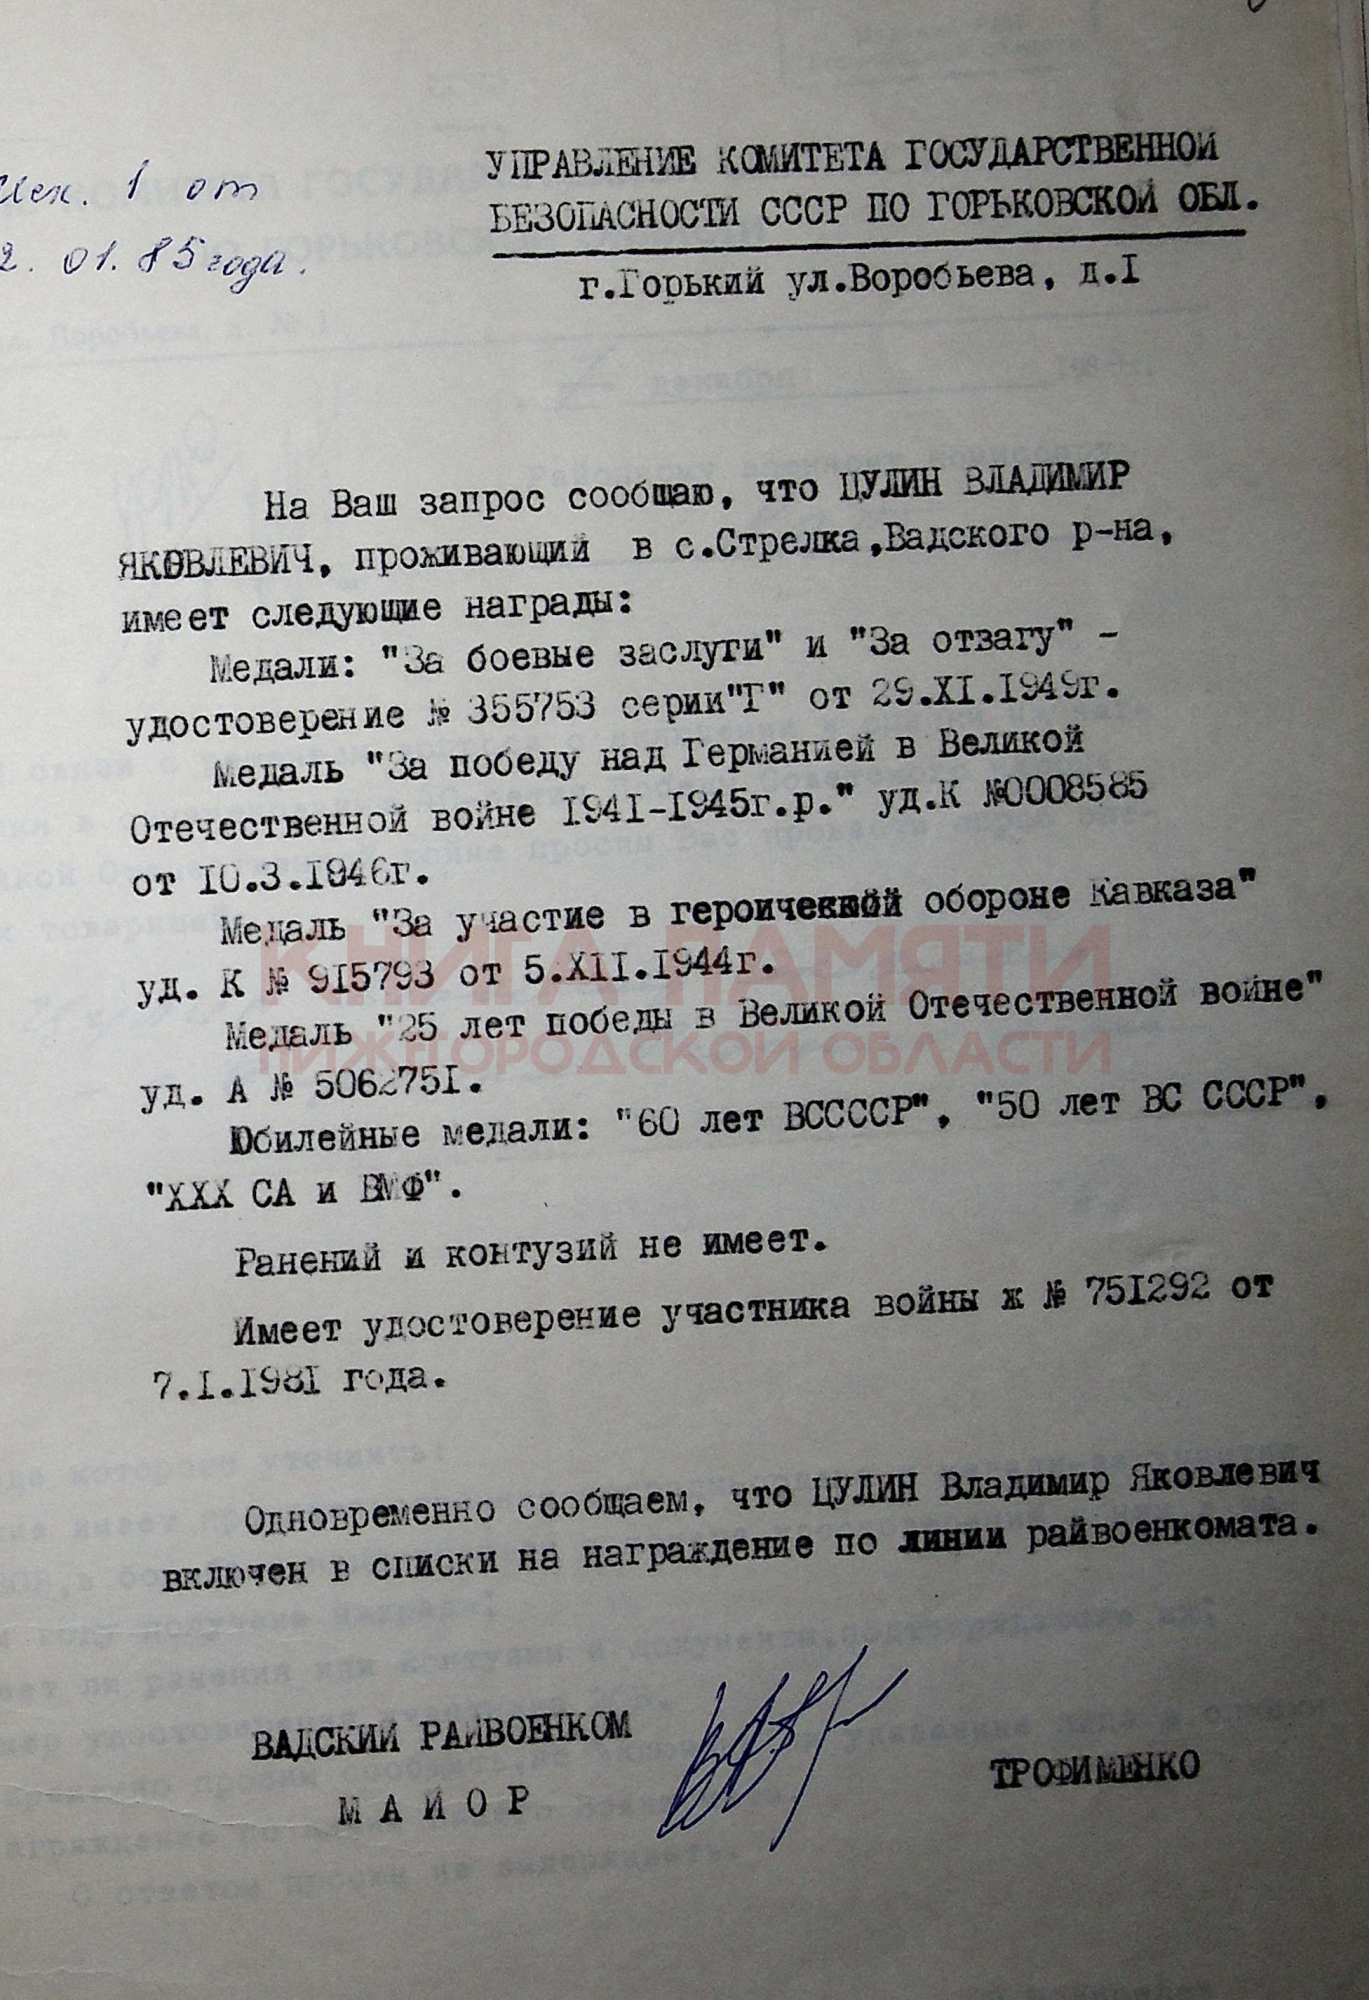 Исх. 1 от
2. 01. 85 года.
УПРАВЛЕНИЕ КОМИТЕТА ГОСУДАРСТВЕННОЙ
БЕЗОПАСНОСТИ СССР ПО ГОРЬКОВСКОЙ ОБЛ.
г.Горький ул.Воробьева, д.I
На Ваш запрос сообщаю, что ЦУЛИН ВЛАДИМИР
ЯКОВЛЕВИЧ, проживающий в с.Стрелка,Вадского р-на,
имеет следующие награды:
Медали: "За боевые заслуги" и "За отвагу" -
удостоверение № 355753 серии"Г" от 29.XI.I949г.
Медаль "За победу над Германией в Великой
Отечественной войне I94I-I945г.р." уд.К №0008585
от I0.3.I946г.
Медаль "За участие в героической обороне Кавказа"
уд. К № 9I5793 от 5.XII.I944г.
КНИГА ПАМЯТИ
Медаль "25 лет победы в Великой Отечественной войне"
НИЖЕГОРОДСКОЙ ОБЛАСТИ
уд. А № 506275I.
Юбилейные медали: "60 лет ВСCCСР", "50 лет ВС СССР",
"XXX СА и ВМФ".
Ранений и контузий не имеет.
Имеет удостоверение участника войны ж № 75I292 от
7.I.I98I года.
Одновременно сообщаем, что ЦУЛИН Владимир Яковлевич
включен в списки на награждение по линии райвоенкомата.
ВАДСКИЙ РАЙВОЕНКОМ
М А Й О Р
ТРОФИМЕНКО